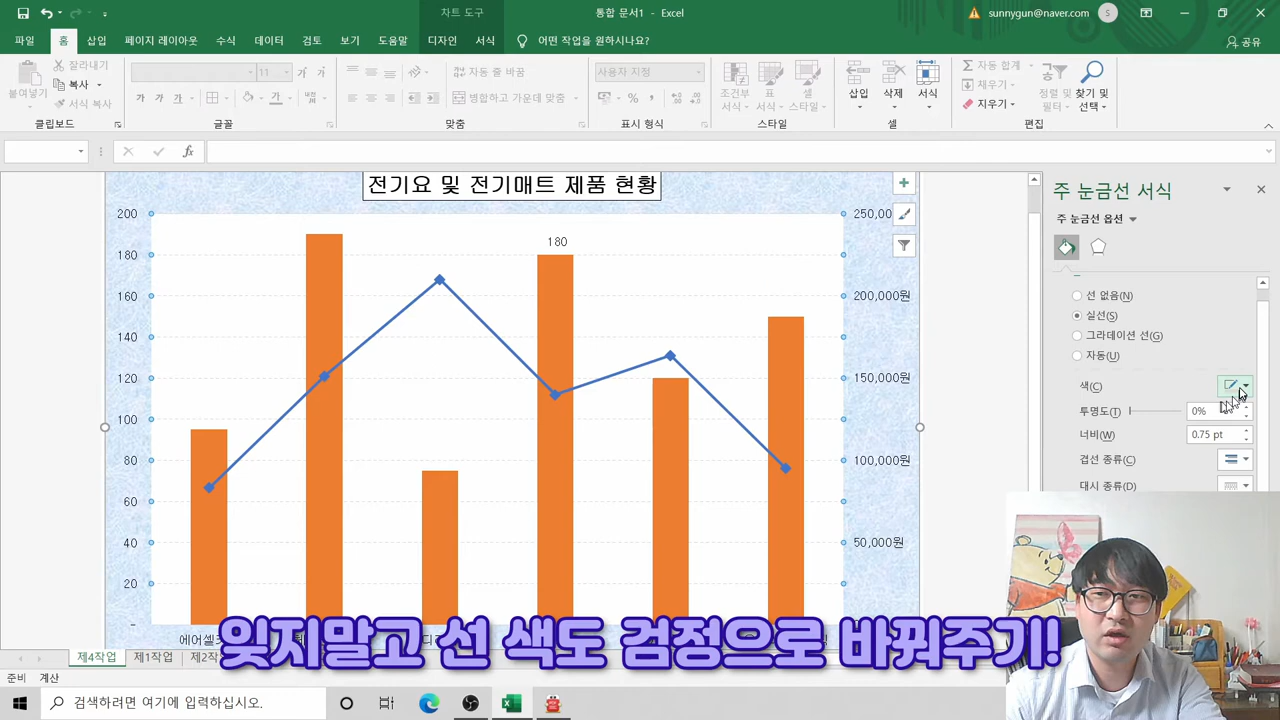 차트 도구
통합 문서1 - Excel
sunnygun@naver.com
S
파일
홈
삽입
페이지 레이아웃
수식
데이터
검토
보기
도움말
디자인
서식
어떤 작업을 원하시나요?
공유
붙여넣기
잘라내기
복사
서식 복사
클립보드
11
가
가
가
가
가
글꼴
자동 줄 바꿈
병합하고 가운데 맞춤
맞춤
사용자 지정
표시 형식
조건부 서식
표 서식
셀 스타일
스타일
삽입
삭제
서식
셀
자동 합계
채우기
지우기
정렬 및 필터
찾기 및 선택
편집
fx
전기요 및 전기매트 제품 현황
200
180
160
140
120
100
80
60
40
20
-
180
250,00
200,000원
150,000원
100,000원
50,000원
에어셀
주 눈금선 서식
주 눈금선 옵션
선 없음(N)
실선(S)
그라데이션 선(G)
자동(U)
색(C)
투명도(T)
0%
너비(W)
0.75 pt
겹선 종류(C)
대시 종류(D)
잊지말고 선 색도 검정으로 바꿔주기!
제4작업
제1작업
제2
준비
계산
검색하려면 여기에 입력하십시오.